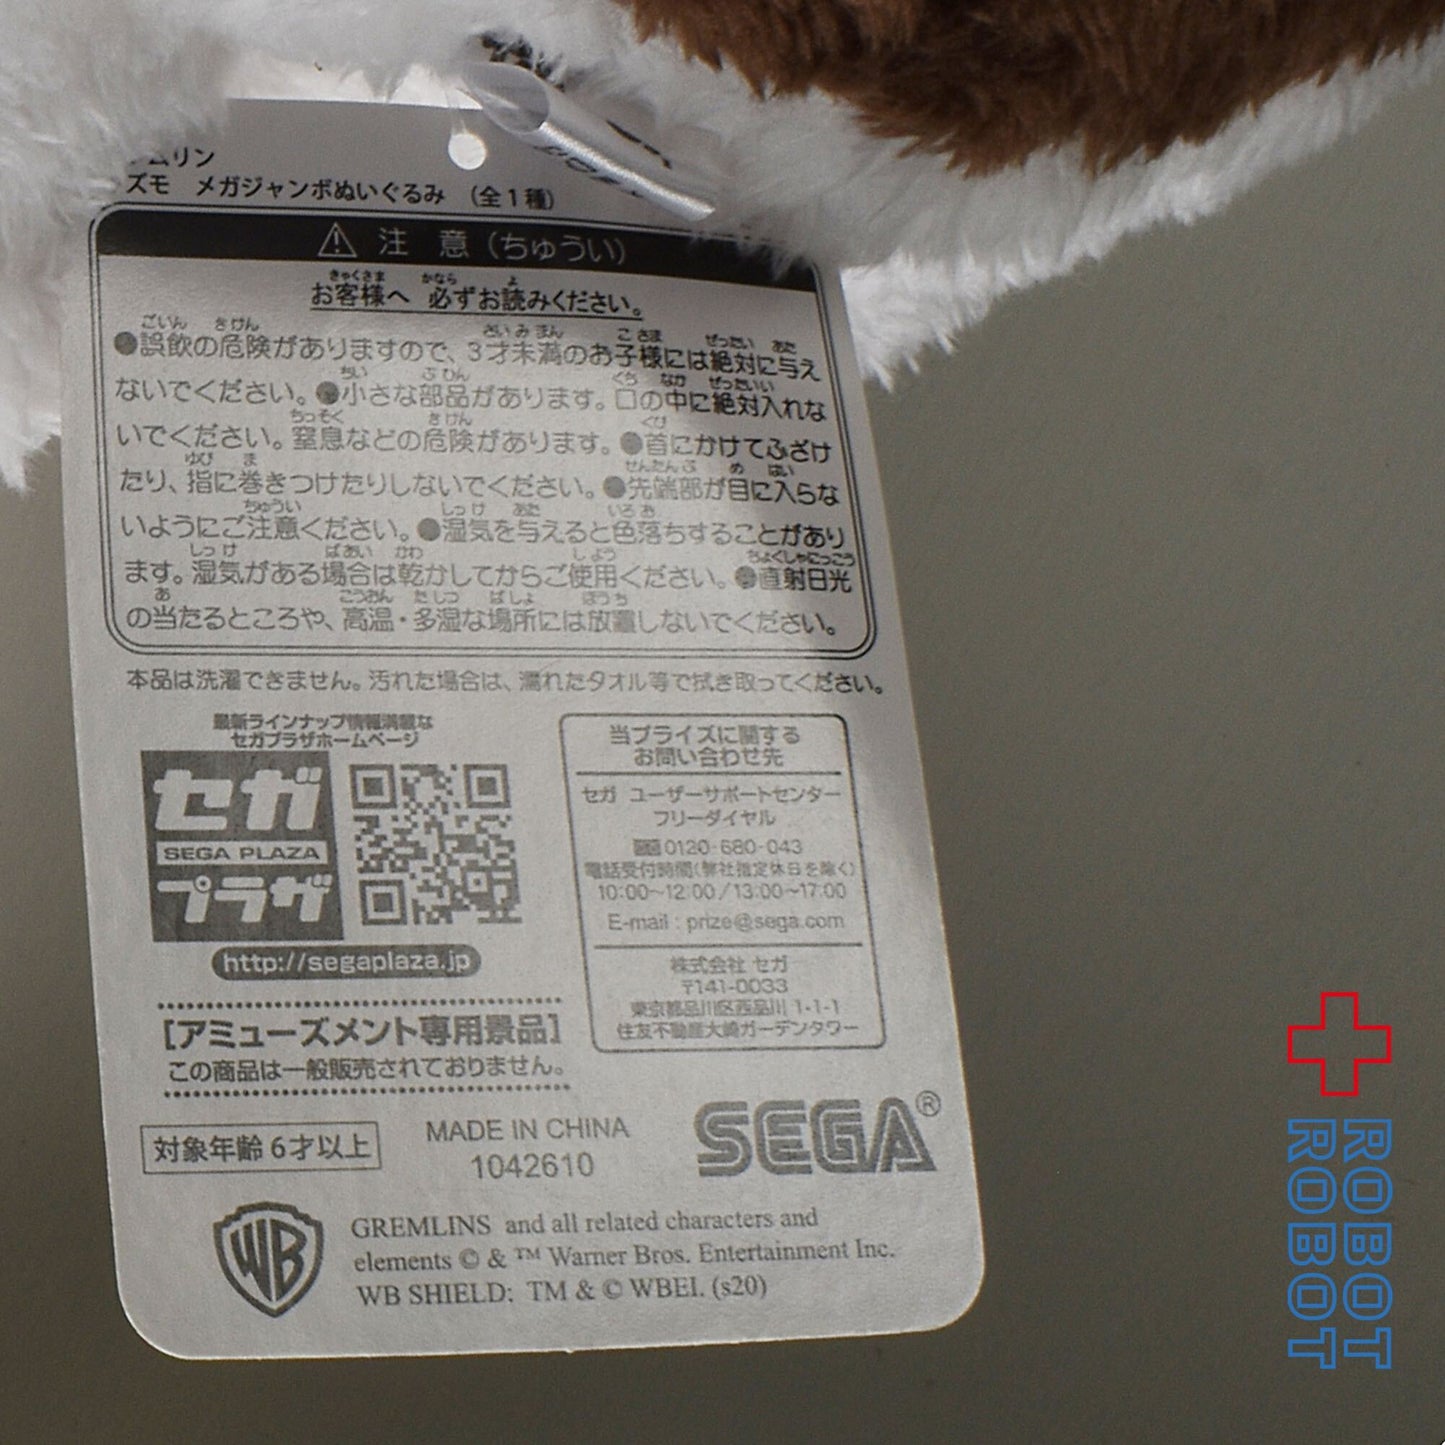 ムリン
ズモ メガジャンボぬいぐるみ (全1種)
⚠ 注 意 (ちゅうい)
お客様へ 必ずお読みください。
●誤飲の危険がありますので、3才未満のお子様には絶対に与え
ないでください。●小さな部品があります。口の中に絶対入れな
いでください。窒息などの危険があります。●首にかけてふざけ
たり、指に巻きつけたりしないでください。●先端部が目に入らな
いようにご注意ください。●湿気を与えると色落ちすることがあり
ます。湿気がある場合は乾かしてからご使用ください。●直射日光
の当たるところや、高温・多湿な場所には放置しないでください。
本品は洗濯できません。汚れた場合は、濡れたタオル等で拭き取ってください。
最新ラインナップ情報満載な
セガプラザホームページ
セガ
SEGA PLAZA
プラザ
http://segaplaza.jp
[アミューズメント専用景品]
この商品は一般販売されておりません。
当プライズに関する
お問い合わせ先
セガ ユーザーサポートセンター
フリーダイヤル
0120-680-043
電話受付時間(弊社指定休日を除く)
10:00~12:00/13:00~17:00
E-mail : prize@sega.com
株式会社 セガ
〒141-0033
東京都品川区西品川 1-1-1
住友不動産大崎ガーデンタワー
対象年齢 6才以上
MADE IN CHINA
1042610
SEGA®
WB
GREMLINS and all related characters and
elements © & ™ Warner Bros. Entertainment Inc.
WB SHIELD: TM & © WBEI. (s20)
ROBOT
ROBOT